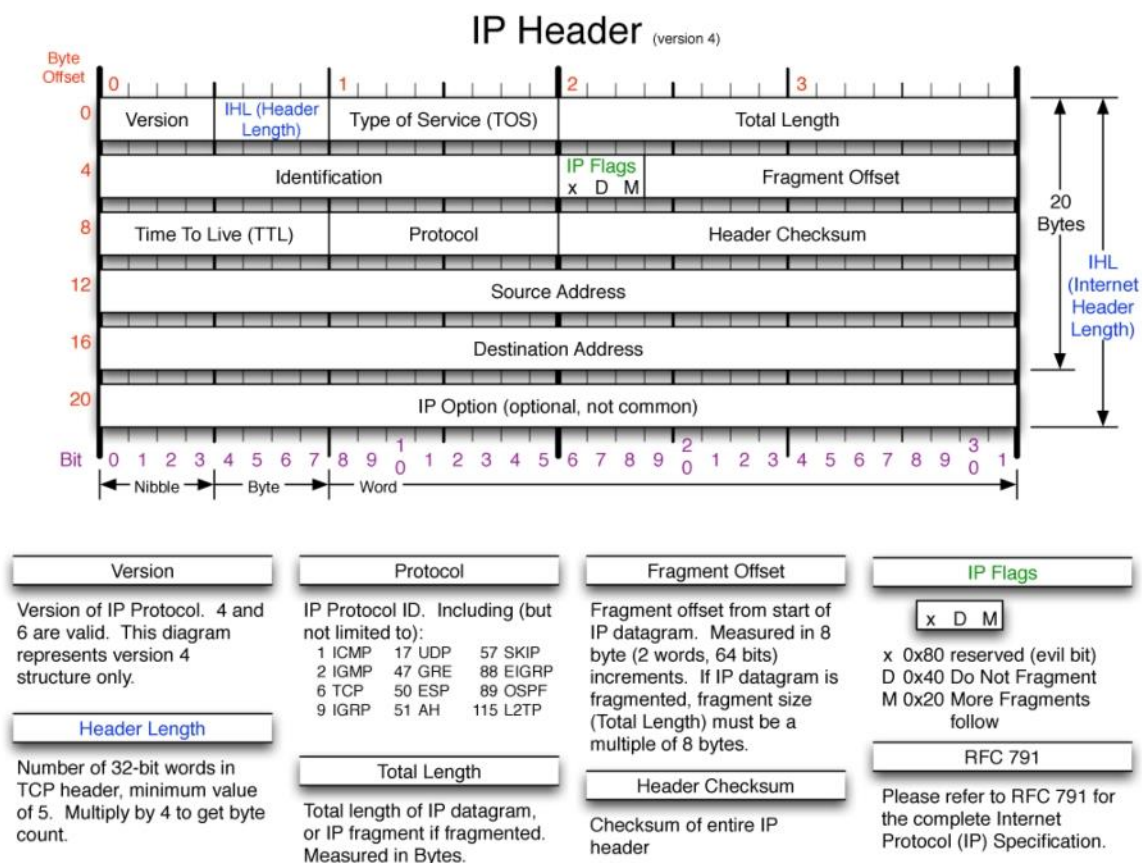 IP Header (version 4)
Byte
Offset
0 1 2 3
0
Version
IHL (Header
Length)
Type of Service (TOS)
Total Length
4
Identification
IP Flags
x D M
Fragment Offset
8
Time To Live (TTL)
Protocol
Header Checksum
12
Source Address
16
Destination Address
20
IP Option (optional, not common)
20
Bytes
IHL
(Internet
Header
Length)
Bit 0 1 2 3 4 5 6 7 8 9 10 1 2 3 4 5 6 7 8 9 20 1 2 3 4 5 6 7 8 9 30 1
Nibble Byte Word
Version
Version of IP Protocol. 4 and
6 are valid. This diagram
represents version 4
structure only.
Header Length
Number of 32-bit words in
TCP header, minimum value
of 5. Multiply by 4 to get byte
count.
Protocol
IP Protocol ID. Including (but
not limited to):
1 ICMP 17 UDP 57 SKIP
2 IGMP 47 GRE 88 EIGRP
6 TCP 50 ESP 89 OSPF
9 IGRP 51 AH 115 L2TP
Total Length
Total length of IP datagram,
or IP fragment if fragmented.
Measured in Bytes.
Fragment Offset
Fragment offset from start of
IP datagram. Measured in 8
byte (2 words, 64 bits)
increments. If IP datagram is
fragmented, fragment size
(Total Length) must be a
multiple of 8 bytes.
Header Checksum
Checksum of entire IP
header
IP Flags
x D M
x 0x80 reserved (evil bit)
D 0x40 Do Not Fragment
M 0x20 More Fragments
follow
RFC 791
Please refer to RFC 791 for
the complete Internet
Protocol (IP) Specification.